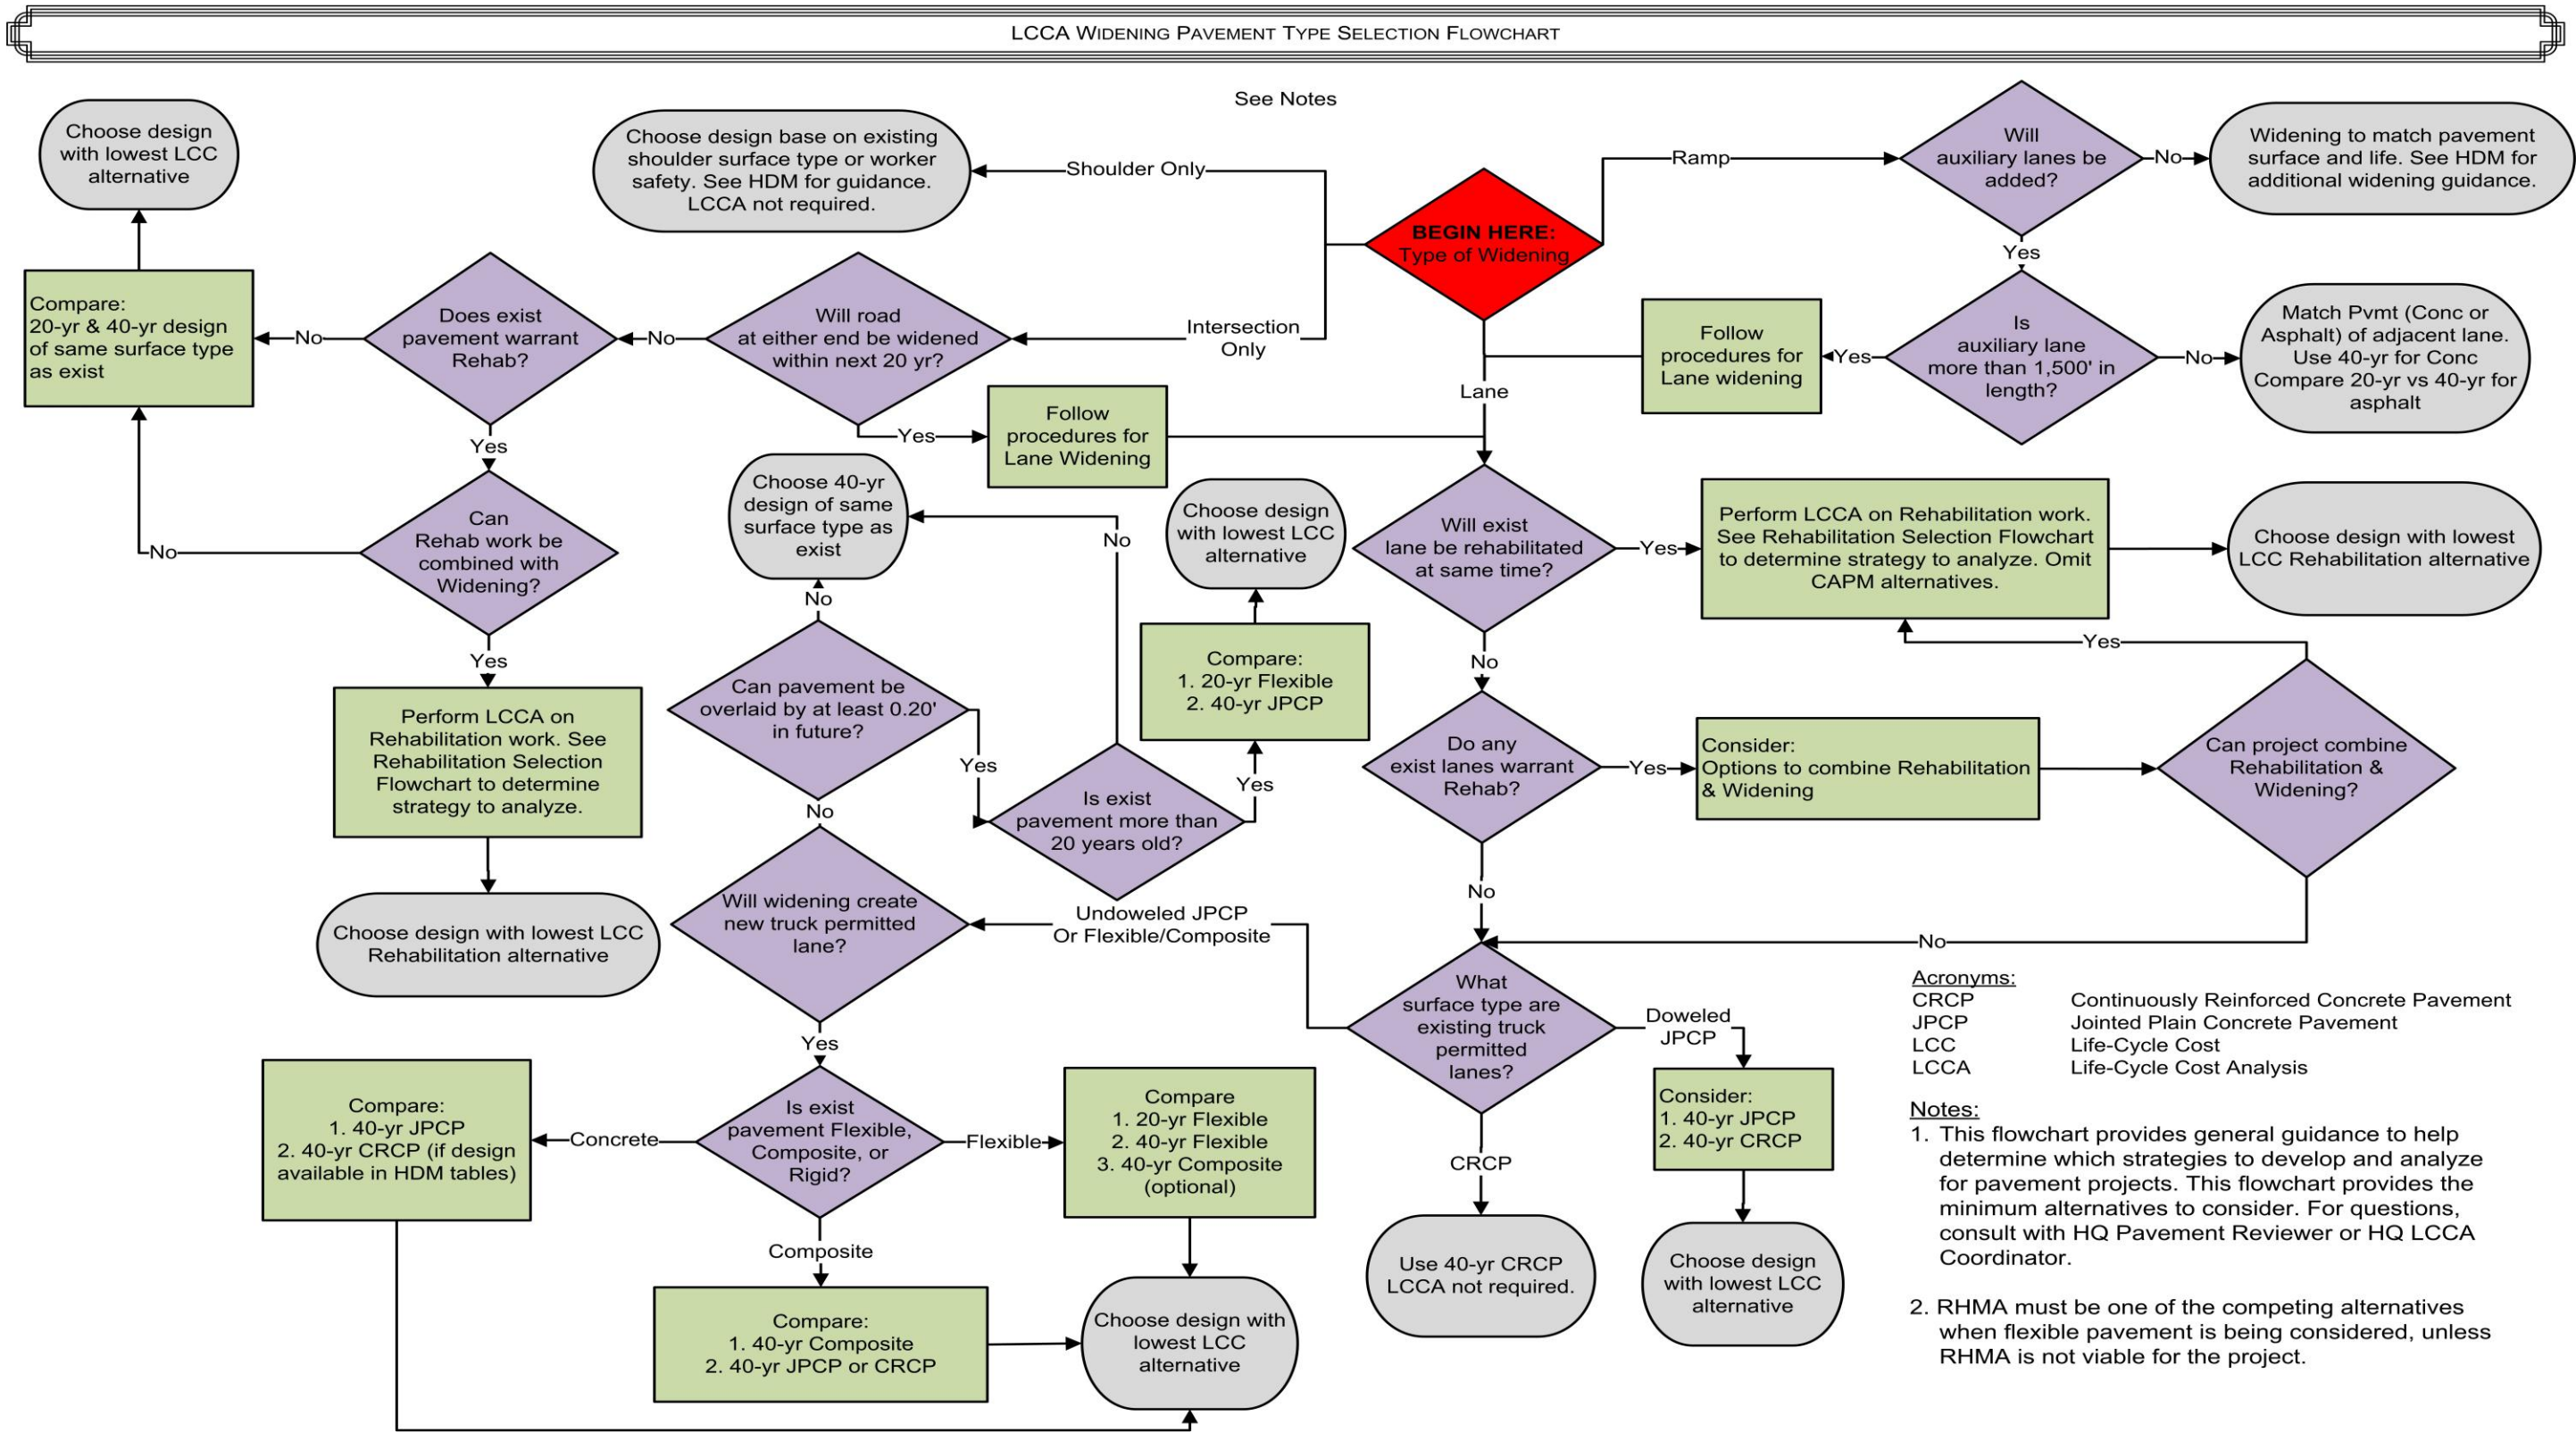 LCCA WIDENING PAVEMENT TYPE SELECTION FLOWCHART
See Notes
Choose design
with lowest LCC
alternative
Choose design base on existing
shoulder surface type or worker
safety. See HDM for guidance.
LCCA not required.
Shoulder Only
BEGIN HERE:
Type of Widening
Ramp
Will
auxiliary lanes be
added?
No
Widening to match pavement
surface and life. See HDM for
additional widening guidance.
Yes
Compare:
20-yr & 40-yr design
of same surface type
as exist
No
Does exist
pavement warrant
Rehab?
No
Will road
at either end be widened
within next 20 yr?
Intersection
Only
Follow
procedures for
Lane widening
Yes
Is
auxiliary lane
more than 1,500' in
length?
No
Match Pvmt (Conc or
Asphalt) of adjacent lane.
Use 40-yr for Conc
Compare 20-yr vs 40-yr for
asphalt
Lane
Yes
Yes
Follow
procedures for
Lane Widening
Can
Rehab work be
combined with
Widening?
No
Choose 40-yr
design of same
surface type as
exist
No
Choose design
with lowest LCC
alternative
Will exist
lane be rehabilitated
at same time?
Yes
Perform LCCA on Rehabilitation work.
See Rehabilitation Selection Flowchart
to determine strategy to analyze. Omit
CAPM alternatives.
Choose design with lowest
LCC Rehabilitation alternative
No
Yes
No
Yes
Perform LCCA on
Rehabilitation work. See
Rehabilitation Selection
Flowchart to determine
strategy to analyze.
Can pavement be
overlaid by at least 0.20'
in future?
Yes
Compare:
1. 20-yr Flexible
2. 40-yr JPCP
Yes
Is exist
pavement more than
20 years old?
Do any
exist lanes warrant
Rehab?
Yes
Consider:
Options to combine Rehabilitation
& Widening
Can project combine
Rehabilitation &
Widening?
No
No
Choose design with lowest LCC
Rehabilitation alternative
Will widening create
new truck permitted
lane?
Undoweled JPCP
Or Flexible/Composite
No
What
surface type are
existing truck
permitted
lanes?
Doweled
JPCP
Yes
Compare:
1. 40-yr JPCP
2. 40-yr CRCP (if design
available in HDM tables)
Concrete
Is exist
pavement Flexible,
Composite, or
Rigid?
Flexible
Compare
1. 20-yr Flexible
2. 40-yr Flexible
3. 40-yr Composite
(optional)
CRCP
Consider:
1. 40-yr JPCP
2. 40-yr CRCP
Composite
Compare:
1. 40-yr Composite
2. 40-yr JPCP or CRCP
Choose design with
lowest LCC
alternative
Use 40-yr CRCP
LCCA not required.
Choose design
with lowest LCC
alternative
Acronyms:
CRCP Continuously Reinforced Concrete Pavement
JPCP Jointed Plain Concrete Pavement
LCC Life-Cycle Cost
LCCA Life-Cycle Cost Analysis
Notes:
1. This flowchart provides general guidance to help
determine which strategies to develop and analyze
for pavement projects. This flowchart provides the
minimum alternatives to consider. For questions,
consult with HQ Pavement Reviewer or HQ LCCA
Coordinator.
2. RHMA must be one of the competing alternatives
when flexible pavement is being considered, unless
RHMA is not viable for the project.